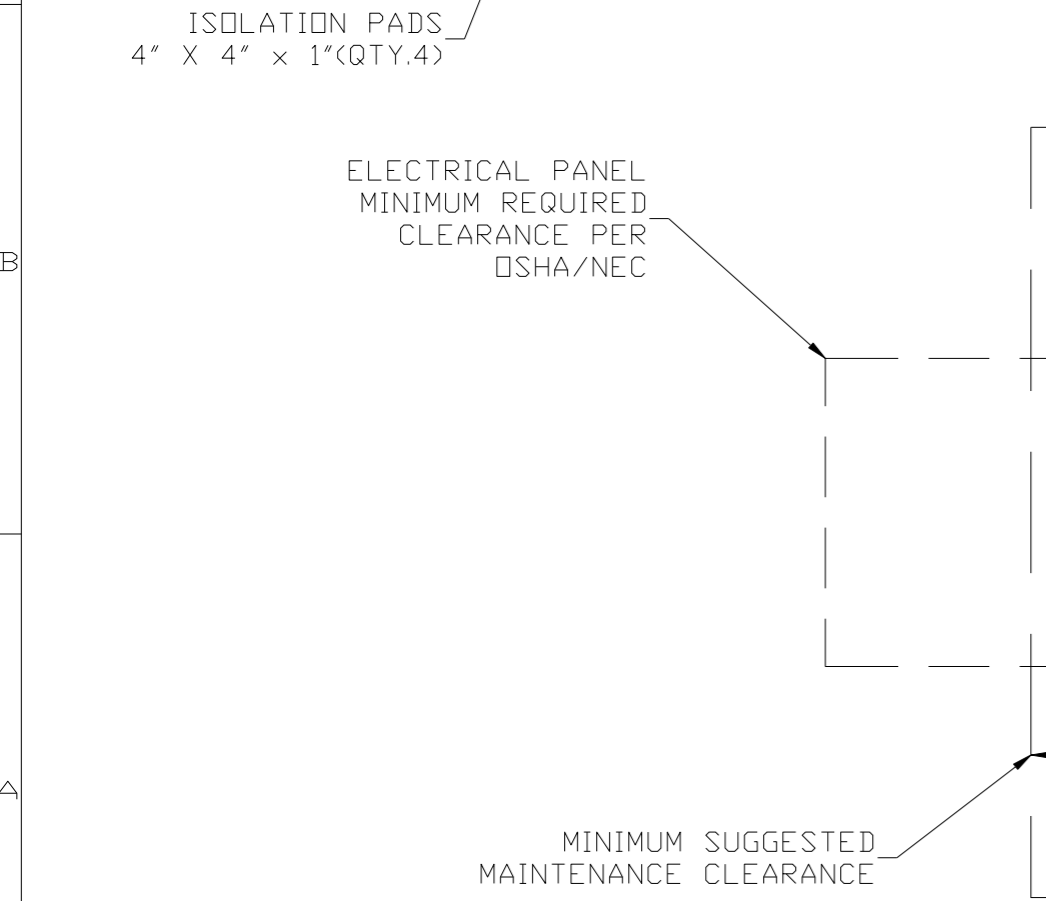 ISOLATION PADS
4" X 4" x 1"(QTY.4)
ELECTRICAL PANEL
MINIMUM REQUIRED
CLEARANCE PER
OSHA/NEC
B
A
MINIMUM SUGGESTED
MAINTENANCE CLEARANCE